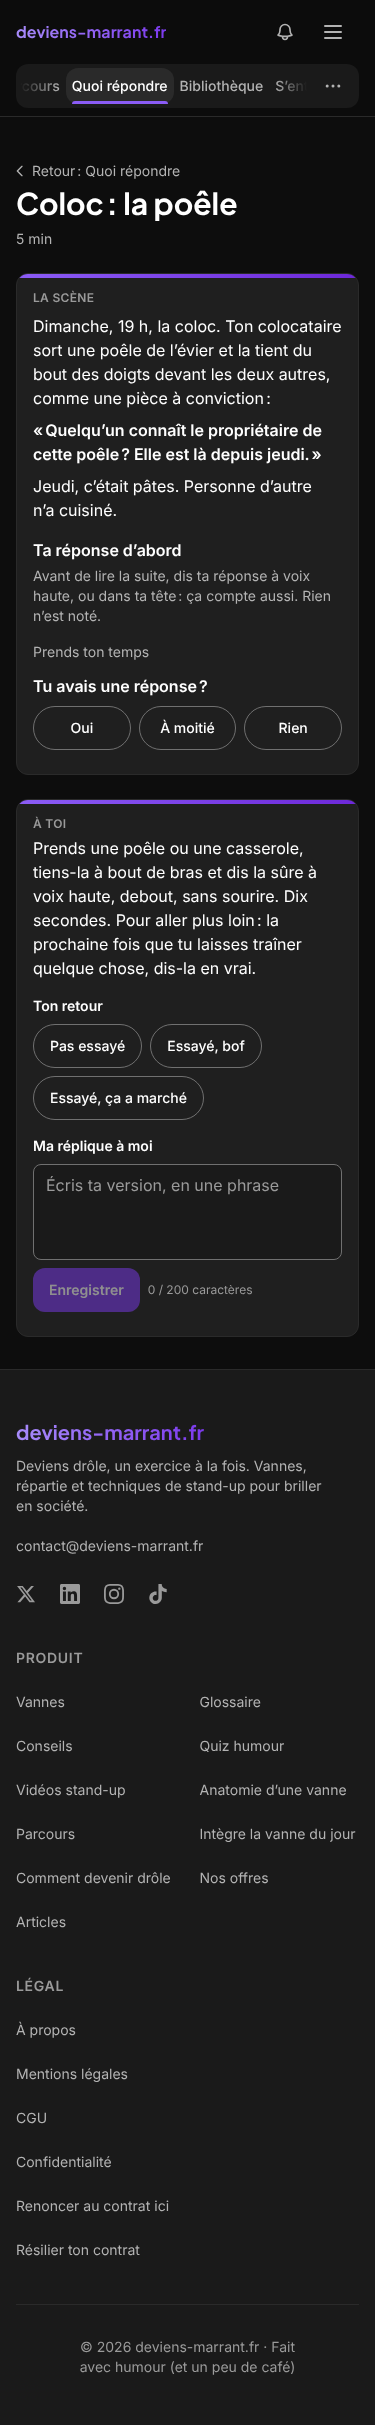 deviens-marrant.fr
cours
Quoi répondre
Bibliothèque
S'en
Retour : Quoi répondre
Coloc : la poêle
5 min
LA SCÈNE
Dimanche, 19 h, la coloc. Ton colocataire
sort une poêle de l'évier et la tient du
bout des doigts devant les deux autres,
comme une pièce à conviction :
« Quelqu'un connaît le propriétaire de
cette poêle ? Elle est là depuis jeudi. »
Jeudi, c'était pâtes. Personne d'autre
n'a cuisiné.
Ta réponse d'abord
Avant de lire la suite, dis ta réponse à voix
haute, ou dans ta tête : ça compte aussi. Rien
n'est noté.
Prends ton temps
Tu avais une réponse ?
Oui
À moitié
Rien
À TOI
Prends une poêle ou une casserole,
tiens-la à bout de bras et dis la sûre à
voix haute, debout, sans sourire. Dix
secondes. Pour aller plus loin : la
prochaine fois que tu laisses traîner
quelque chose, dis-la en vrai.
Ton retour
Pas essayé
Essayé, bof
Essayé, ça a marché
Ma réplique à moi
Écris ta version, en une phrase
Enregistrer
0 / 200 caractères
deviens-marrant.fr
Deviens drôle, un exercice à la fois. Vannes,
répartie et techniques de stand-up pour briller
en société.
contact@deviens-marrant.fr
PRODUIT
Vannes
Glossaire
Conseils
Quiz humour
Vidéos stand-up
Anatomie d'une vanne
Parcours
Intègre la vanne du jour
Comment devenir drôle
Nos offres
Articles
LÉGAL
À propos
Mentions légales
CGU
Confidentialité
Renoncer au contrat ici
Résilier ton contrat
© 2026 deviens-marrant.fr · Fait
avec humour (et un peu de café)